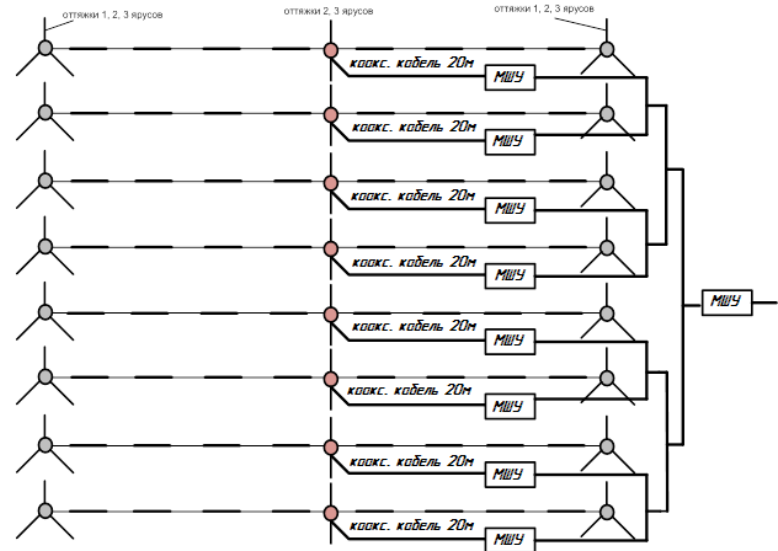 оттяжки 1, 2, 3 ярусов
оттяжки 2, 3 ярусов
оттяжки 1, 2, 3 ярусов
коакс. кабель 20м
МШУ
коакс. кабель 20м
МШУ
коакс. кабель 20м
МШУ
коакс. кабель 20м
МШУ
МШУ
коакс. кабель 20м
МШУ
коакс. кабель 20м
МШУ
коакс. кабель 20м
МШУ
коакс. кабель 20м
МШУ